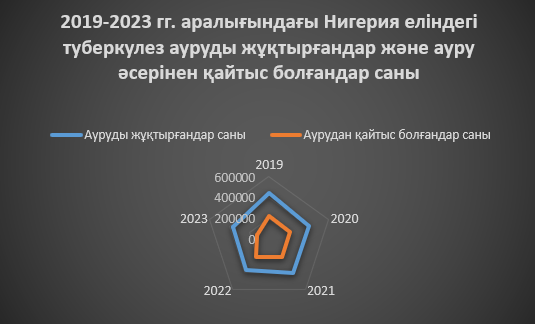 2019-2023 гг. аралығындағы Нигерия еліндегі
туберкулез ауруды жұқтырғандар және ауру
әсерінен қайтыс болғандар саны
Ауруды жұқтырғандар саны
Аурудан қайтыс болғандар саны
2019
600000
400000
200000
0
2023
2020
2022
2021